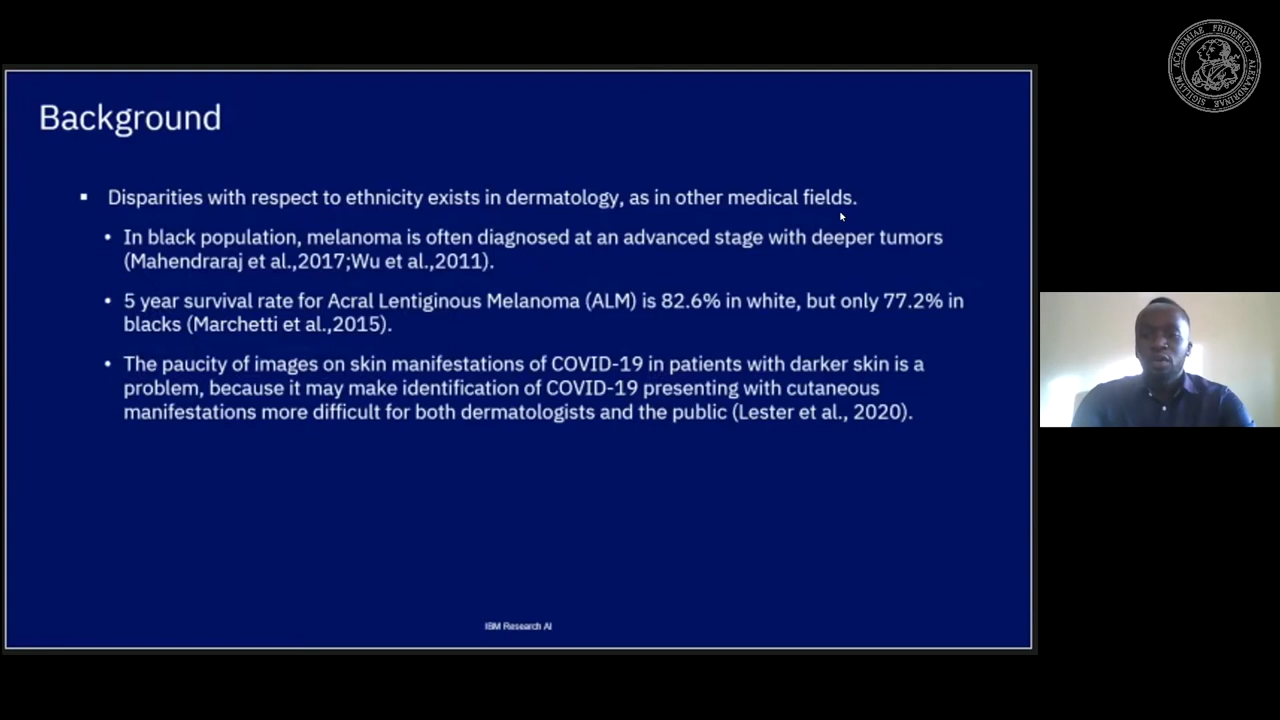 ACADEMIAE FRIDERICO ALEXANDRINAE SIGILLVM
Background
Disparities with respect to ethnicity exists in dermatology, as in other medical fields.
In black population, melanoma is often diagnosed at an advanced stage with deeper tumors
(Mahendraraj et al.,2017;Wu et al.,2011).
5 year survival rate for Acral Lentiginous Melanoma (ALM) is 82.6% in white, but only 77.2% in
blacks (Marchetti et al.,2015).
The paucity of images on skin manifestations of COVID-19 in patients with darker skin is a
problem, because it may make identification of COVID-19 presenting with cutaneous
manifestations more difficult for both dermatologists and the public (Lester et al., 2020).
IBM Research AI